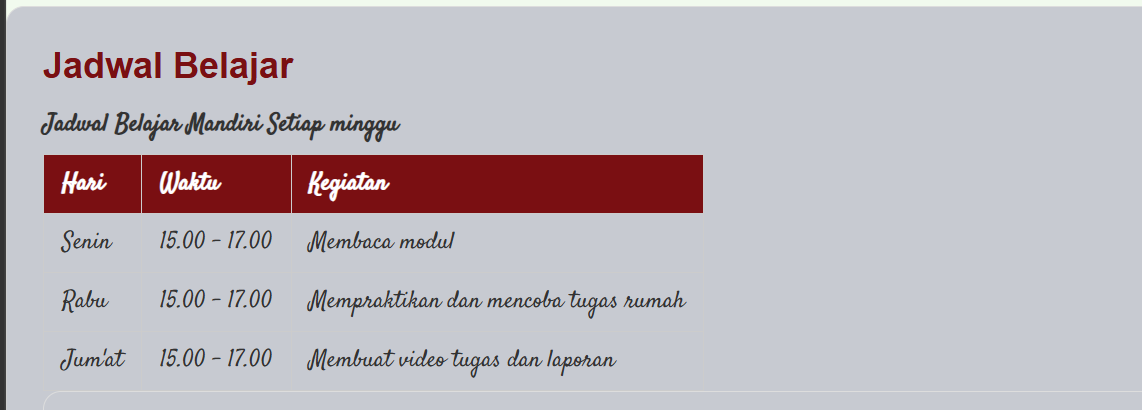 Jadwal Belajar
Jadwal Belajar Mandiri Setiap minggu
Hari Waktu Kegiatan
Senin 15.00 - 17.00 Membaca modul
Rabu 15.00 - 17.00 Mempraktikan dan mencoba tugas rumah
Jum'at 15.00 - 17.00 Membuat video tugas dan laporan